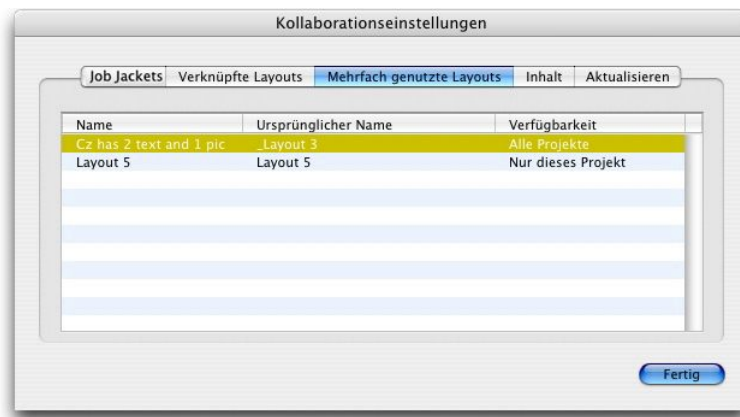 Kollaborationseinstellungen
Job Jackets Verknüpfte Layouts Mehrfach genutzte Layouts Inhalt Aktualisieren
Name Ursprünglicher Name Verfügbarkeit
Cz has 2 text and 1 pic _Layout 3 Alle Projekte
Layout 5 Layout 5 Nur dieses Projekt
Fertig